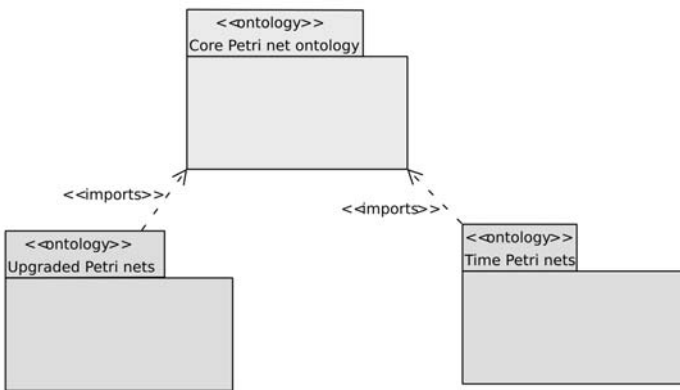 <<ontology>>
Core Petri net ontology
<<imports>>
<<imports>>
<<ontology>>
Upgraded Petri nets
<<ontology>>
Time Petri nets